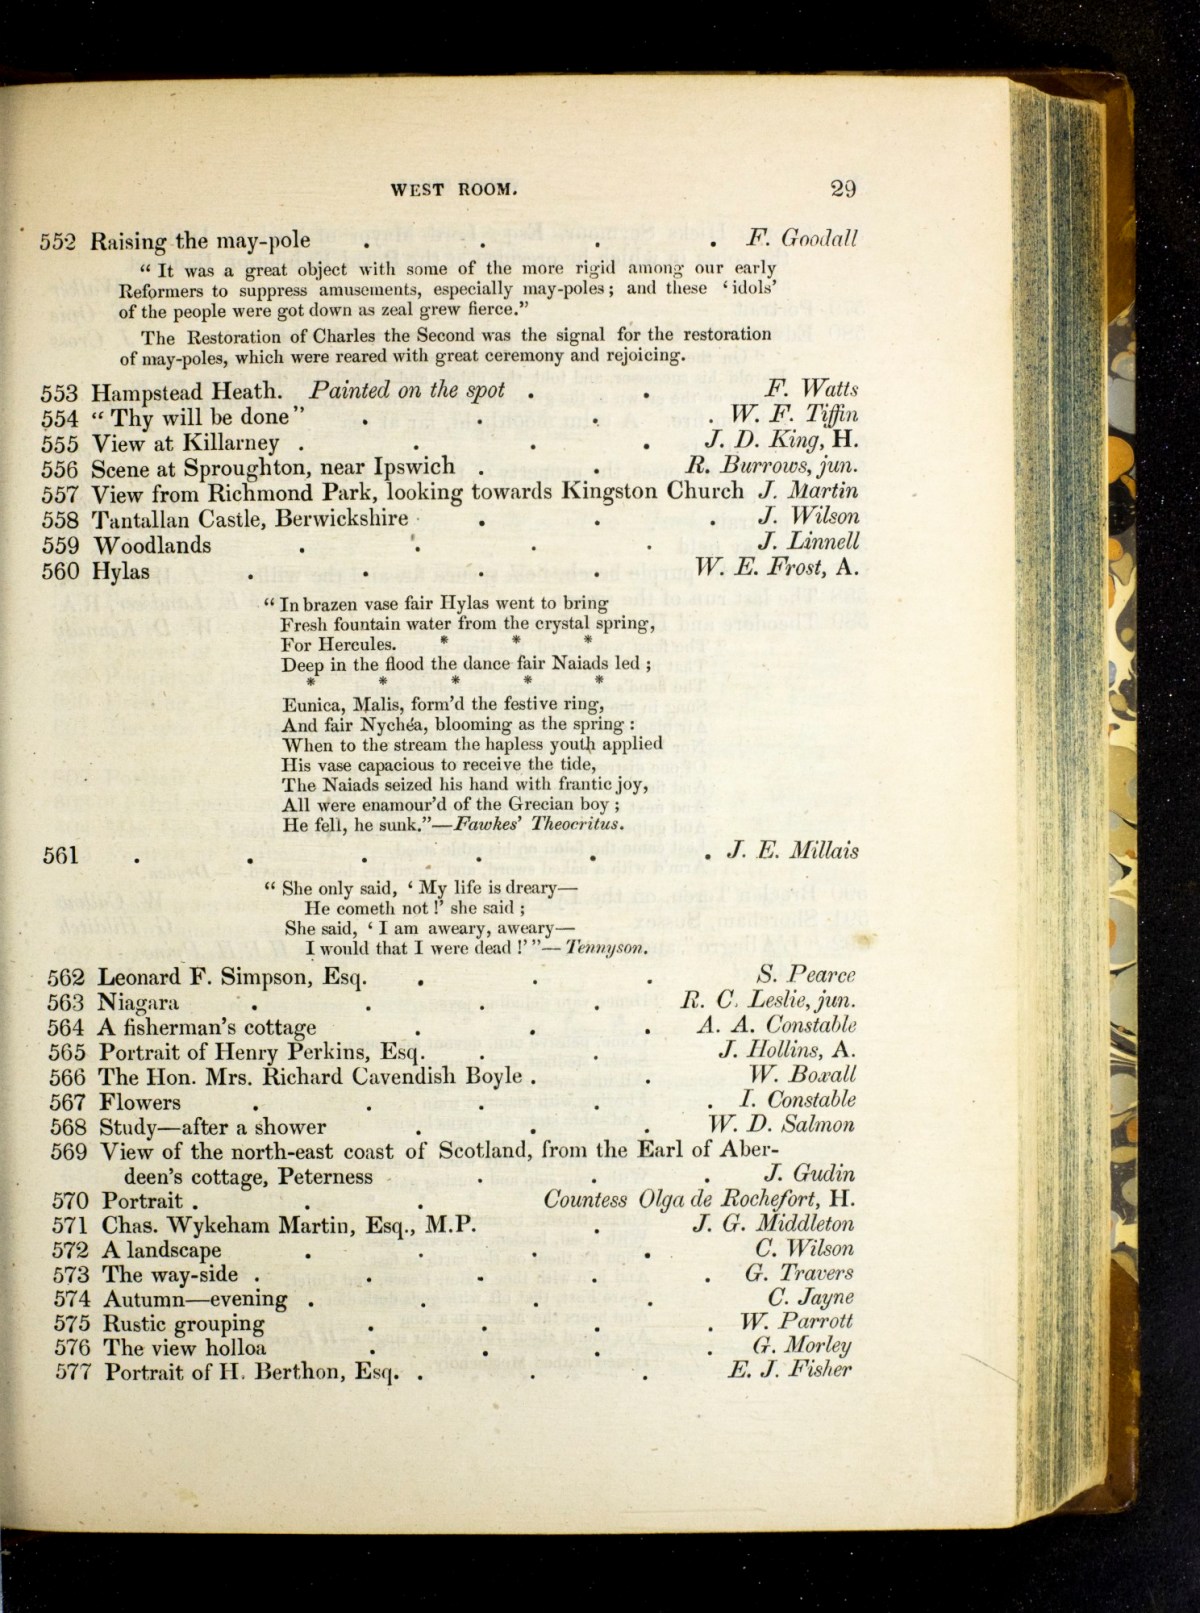 WEST ROOM. 29
552 Raising the may-pole . . . . F. Goodall
“ It was a great object with some of the more rigid among our early
Reformers to suppress amusements, especially may-poles ; and these ‘ idols’
of the people were got down as zeal grew fierce.”
The Restoration of Charles the Second was the signal for the restoration
of may-poles, which were reared with great ceremony and rejoicing.
553 Hampstead Heath. Painted on the spot . . F. Watts
554 “ Thy will be done” . . . . W. F. Tiffin
555 View at Killarney . . . . J. D. King, H.
556 Scene at Sproughton, near Ipswich . . R. Burrows, jun.
557 View from Richmond Park, looking towards Kingston Church J. Martin
558 Tantallan Castle, Berwickshire . . . J. Wilson
559 Woodlands . . . . J. Linnell
560 Hylas . . . . W. E. Frost, A.
“ In brazen vase fair Hylas went to bring
Fresh fountain water from the crystal spring,
For Hercules. * * *
Deep in the flood the dance fair Naiads led ;
* * * * *
Eunica, Malis, form’d the festive ring,
And fair Nychéa, blooming as the spring :
When to the stream the hapless youth applied
His vase capacious to receive the tide,
The Naiads seized his hand with frantic joy,
All were enamour’d of the Grecian boy ;
He fell, he sunk.”—Fawkes’ Theocritus.
561 . . . . . . J. E. Millais
“ She only said, ‘ My life is dreary—
He cometh not !’ she said ;
She said, ‘ I am aweary, aweary—
I would that I were dead !’ ”—Tennyson.
562 Leonard F. Simpson, Esq. . . . S. Pearce
563 Niagara . . . . R. C. Leslie, jun.
564 A fisherman’s cottage . . . A. A. Constable
565 Portrait of Henry Perkins, Esq. . . J. Hollins, A.
566 The Hon. Mrs. Richard Cavendish Boyle . . W. Boxall
567 Flowers . . . . . I. Constable
568 Study—after a shower . . . W. D. Salmon
569 View of the north-east coast of Scotland, from the Earl of Aber-
deen’s cottage, Peterness . . . J. Gudin
570 Portrait . . . Countess Olga de Rochefort, H.
571 Chas. Wykeham Martin, Esq., M.P. . J. G. Middleton
572 A landscape . . . . C. Wilson
573 The way-side . . . . . G. Travers
574 Autumn—evening . . . . C. Jayne
575 Rustic grouping . . . . W. Parrott
576 The view holloa . . . . G. Morley
577 Portrait of H. Berthon, Esq. . . . E. J. Fisher